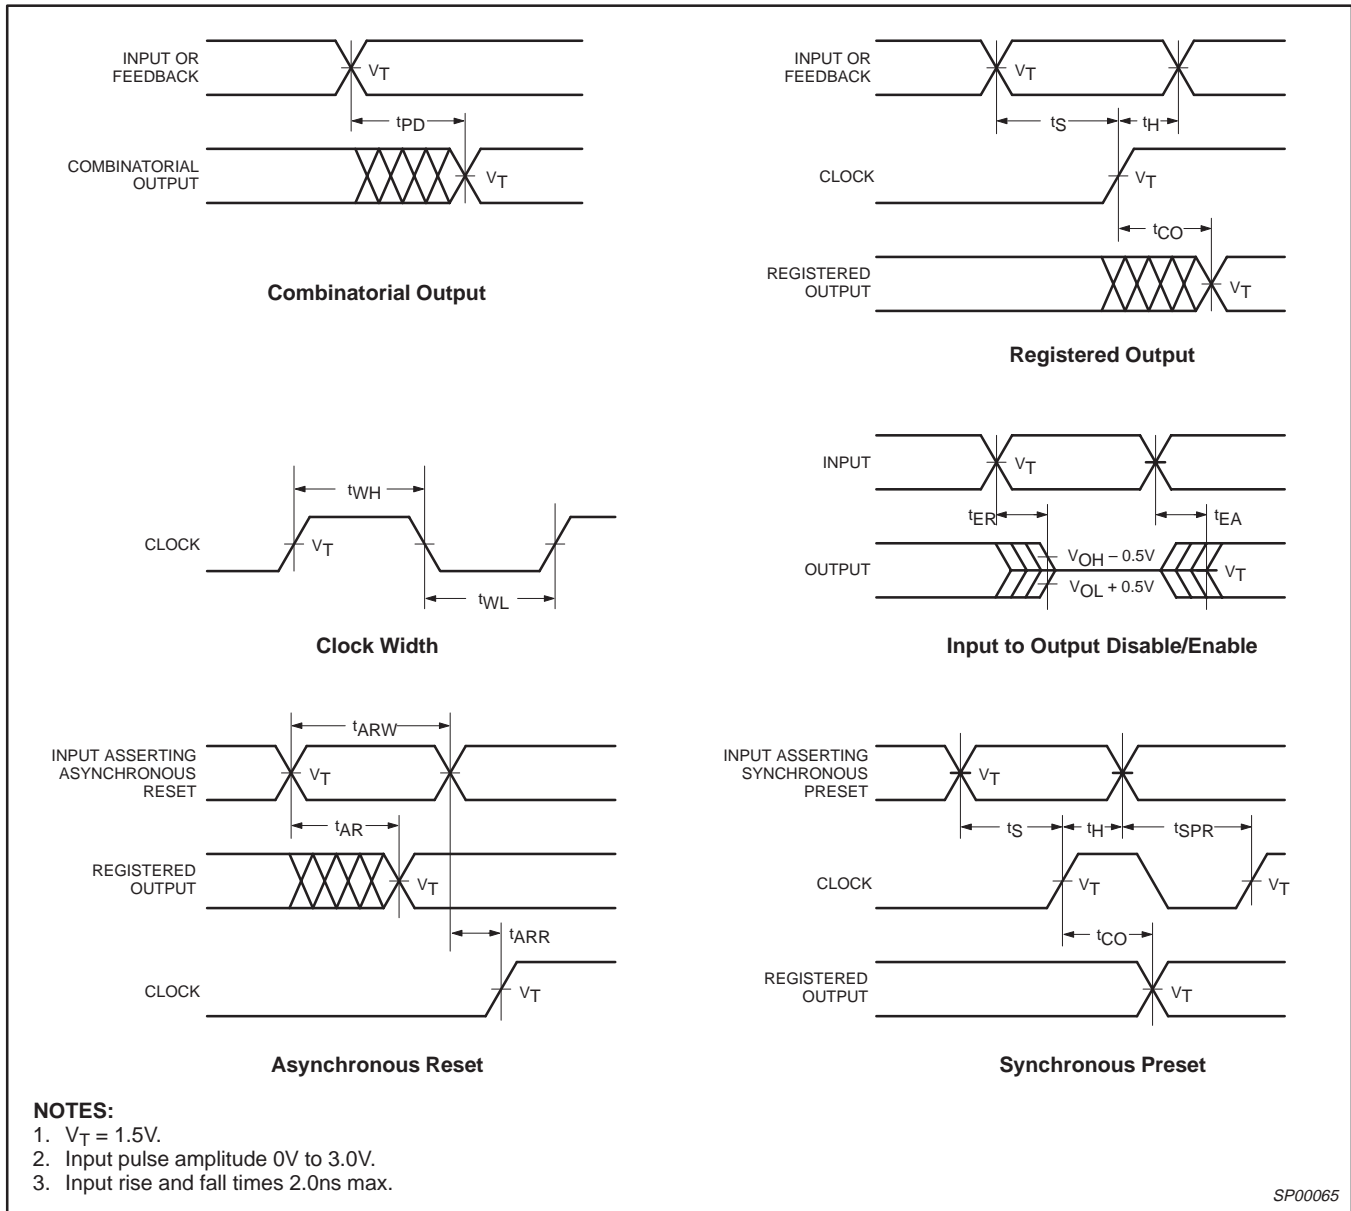 INPUT OR
FEEDBACK
VT
tPD
COMBINATORIAL
OUTPUT
VT
Combinatorial Output
INPUT OR
FEEDBACK
VT
tS
tH
CLOCK
VT
tCO
REGISTERED
OUTPUT
VT
Registered Output
tWH
CLOCK
VT
tWL
Clock Width
INPUT
VT
tER
tEA
OUTPUT
VOH – 0.5V
VOL + 0.5V
VT
Input to Output Disable/Enable
tARW
INPUT ASSERTING
ASYNCHRONOUS
RESET
VT
tAR
REGISTERED
OUTPUT
VT
tARR
CLOCK
VT
Asynchronous Reset
INPUT ASSERTING
SYNCHRONOUS
PRESET
VT
tS
tH
tSPR
CLOCK
VT
VT
tCO
REGISTERED
OUTPUT
VT
Synchronous Preset
NOTES:
1. VT = 1.5V.
2. Input pulse amplitude 0V to 3.0V.
3. Input rise and fall times 2.0ns max.
SP00065